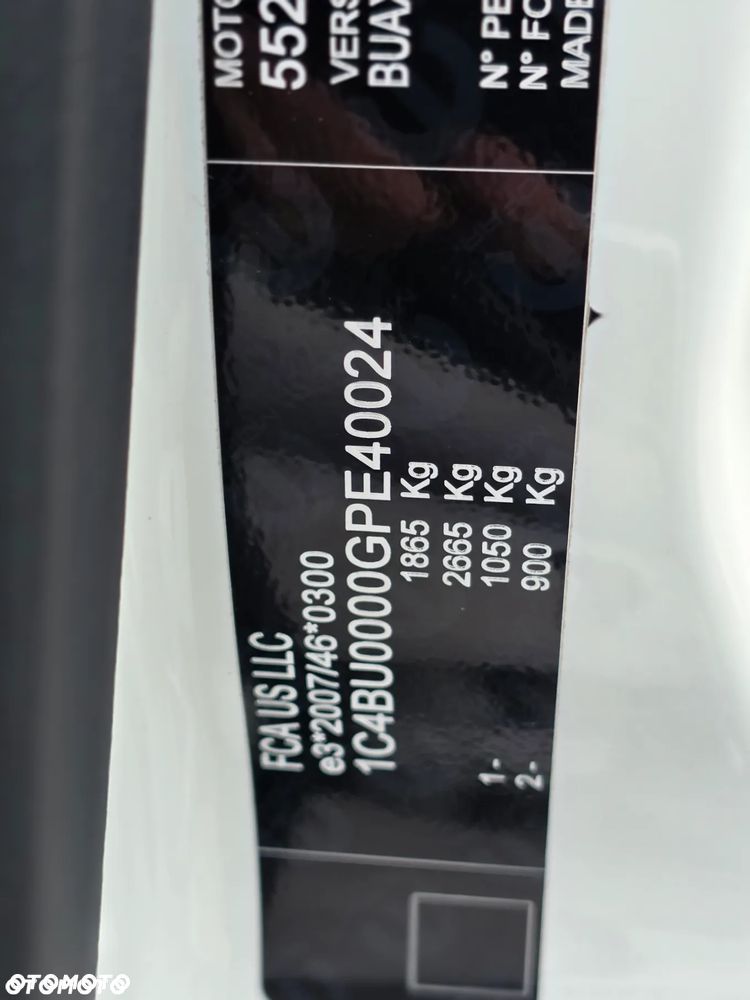 FCA US LLC
e3*2007/46*0300
1C4BU0000GPE40024
1865 Kg
2665 Kg
1- 1050 Kg
2- 900 Kg
MOTO
552
VERS
BUAX
N° PE
N° FO
MADE
OTOMOTO